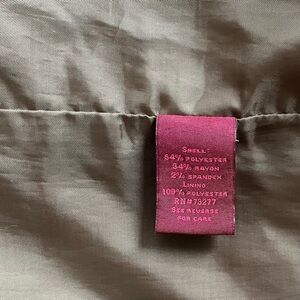 SHELL:
64% POLYESTER
34% RAYON
2% SPANDEX
LINING:
100% POLYESTER
RN#73277
SEE REVERSE
FOR CARE